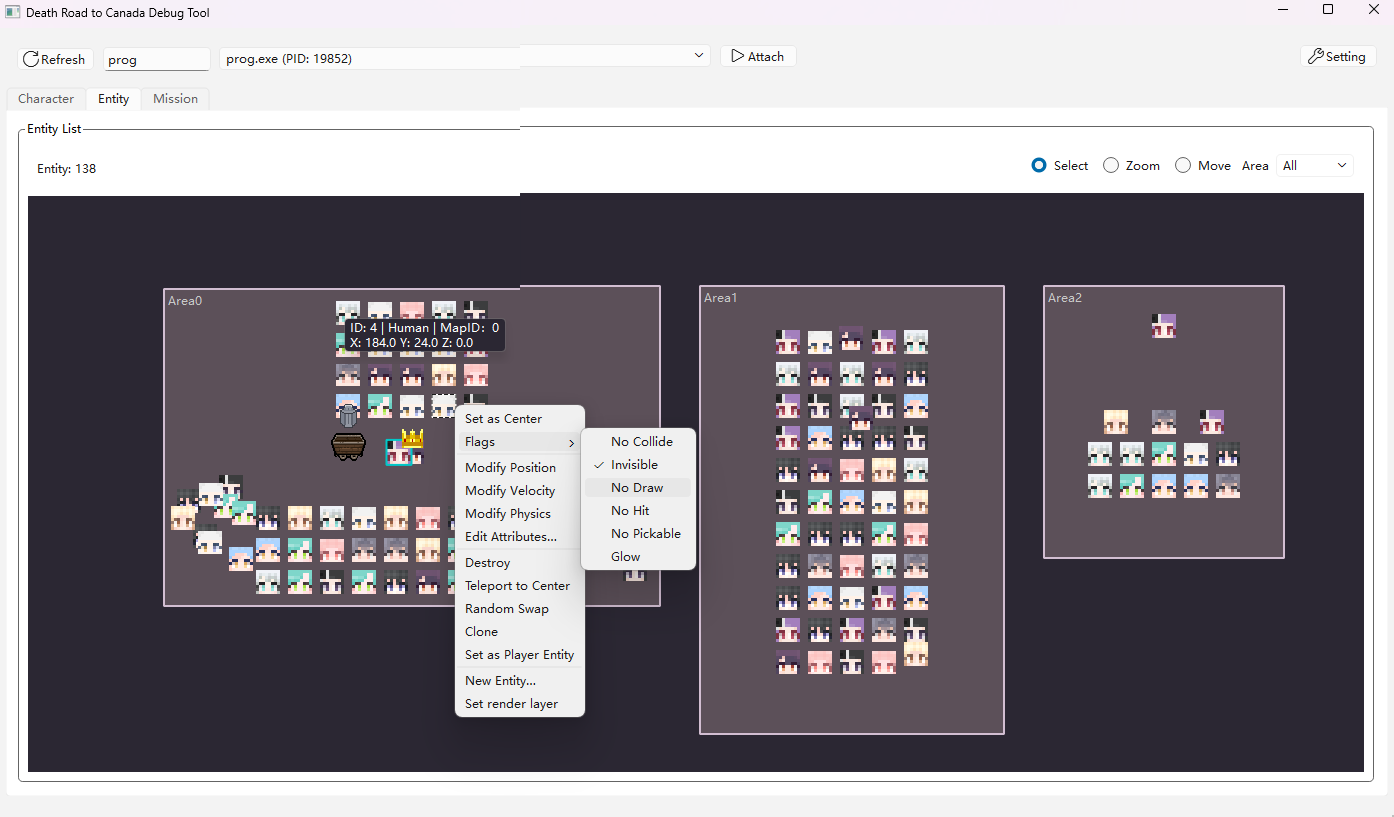 Death Road to Canada Debug Tool
Refresh
prog
prog.exe (PID: 19852)
Attach
Setting
Character
Entity
Mission
Entity List
Entity: 138
Select
Zoom
Move
Area
All
Area0
Area1
Area2
ID: 4 | Human | MapID: 0
X: 184.0 Y: 24.0 Z: 0.0
Set as Center
Flags
Modify Position
Modify Velocity
Modify Physics
Edit Attributes...
Destroy
Teleport to Center
Random Swap
Clone
Set as Player Entity
New Entity...
Set render layer
No Collide
Invisible
No Draw
No Hit
No Pickable
Glow